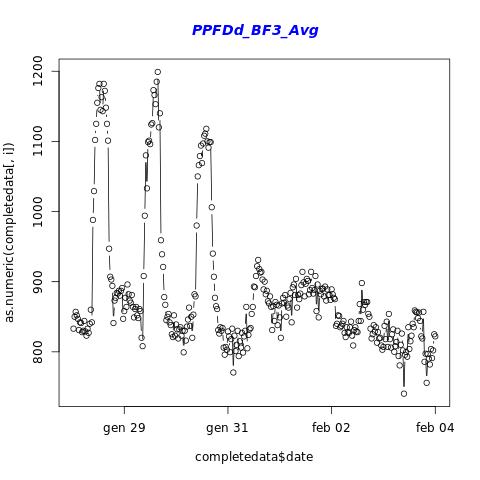 PPFDd_BF3_Avg
as.numeric(completedata[, i])
1200
1100
1000
900
800
gen 29
gen 31
feb 02
feb 04
completedata$date